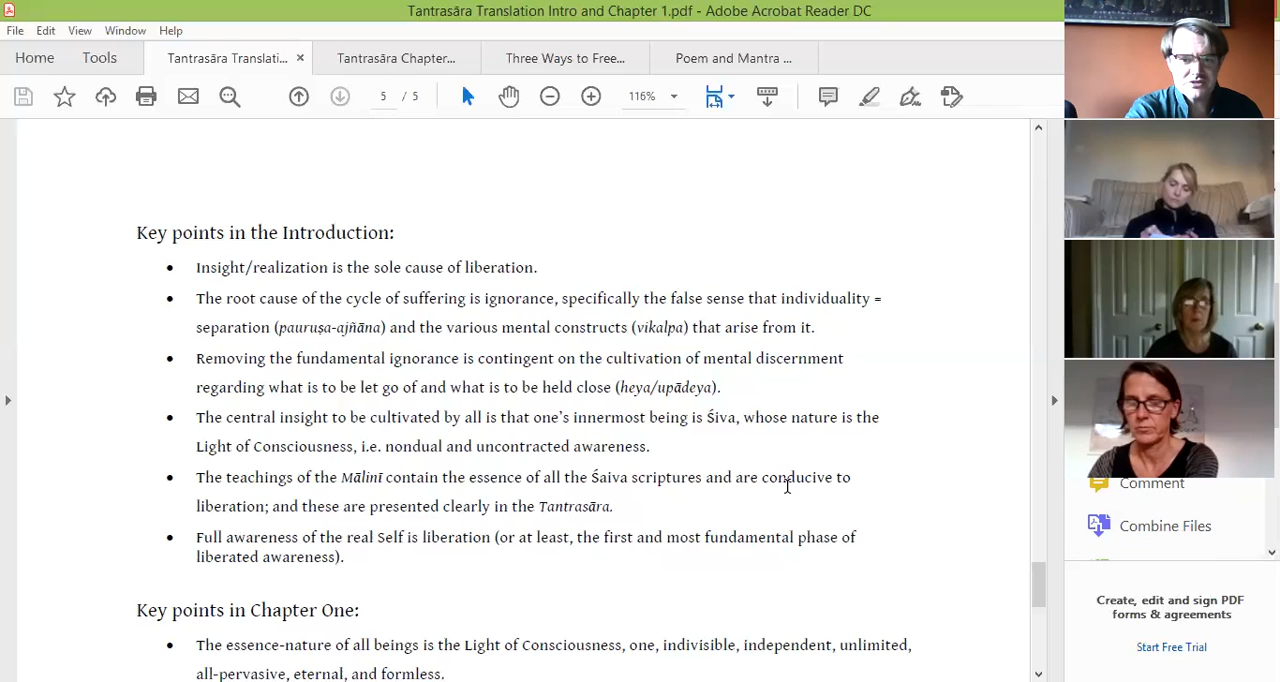 Tantrasāra Translation Intro and Chapter 1.pdf - Adobe Acrobat Reader DC
File Edit View Window Help
Home Tools Tantrasāra Translati... × Tantrasāra Chapter... Three Ways to Free... Poem and Mantra ...
5 / 5 116%
Key points in the Introduction:
• Insight/realization is the sole cause of liberation.
• The root cause of the cycle of suffering is ignorance, specifically the false sense that individuality =
separation (pauruṣa-ajñāna) and the various mental constructs (vikalpa) that arise from it.
• Removing the fundamental ignorance is contingent on the cultivation of mental discernment
regarding what is to be let go of and what is to be held close (heya/upādeya).
• The central insight to be cultivated by all is that one's innermost being is Śiva, whose nature is the
Light of Consciousness, i.e. nondual and uncontracted awareness.
• The teachings of the Mālinī contain the essence of all the Śaiva scriptures and are conducive to
liberation; and these are presented clearly in the Tantrasāra.
• Full awareness of the real Self is liberation (or at least, the first and most fundamental phase of
liberated awareness).
Key points in Chapter One:
• The essence-nature of all beings is the Light of Consciousness, one, indivisible, independent, unlimited,
all-pervasive, eternal, and formless.
Comment
Combine Files
Create, edit and sign PDF
forms & agreements
Start Free Trial